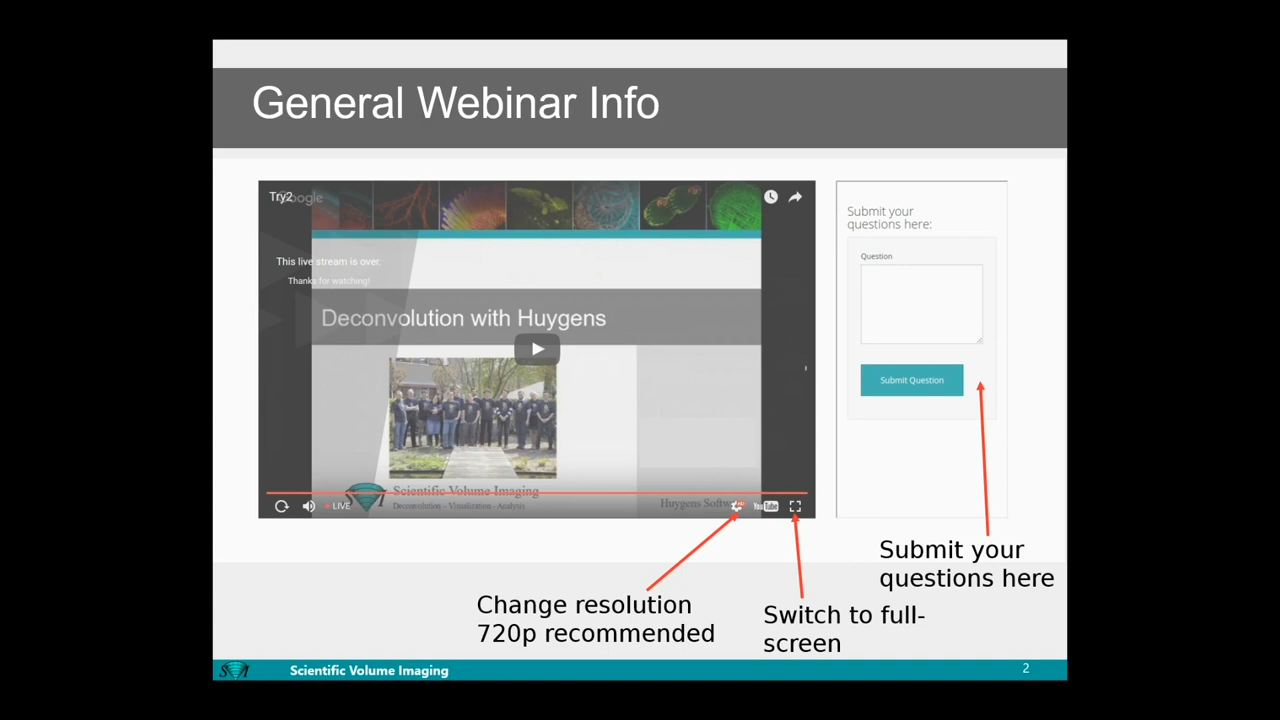 General Webinar Info
Try2
Google
This live stream is over.
Thanks for watching!
Deconvolution with Huygens
Scientific Volume Imaging
Deconvolution - Visualization - Analysis
LIVE
YouTube
Submit your
questions here:
Question
Submit Question
Submit your
questions here
Change resolution
720p recommended
Switch to full-
screen
SVI
Scientific Volume Imaging
2